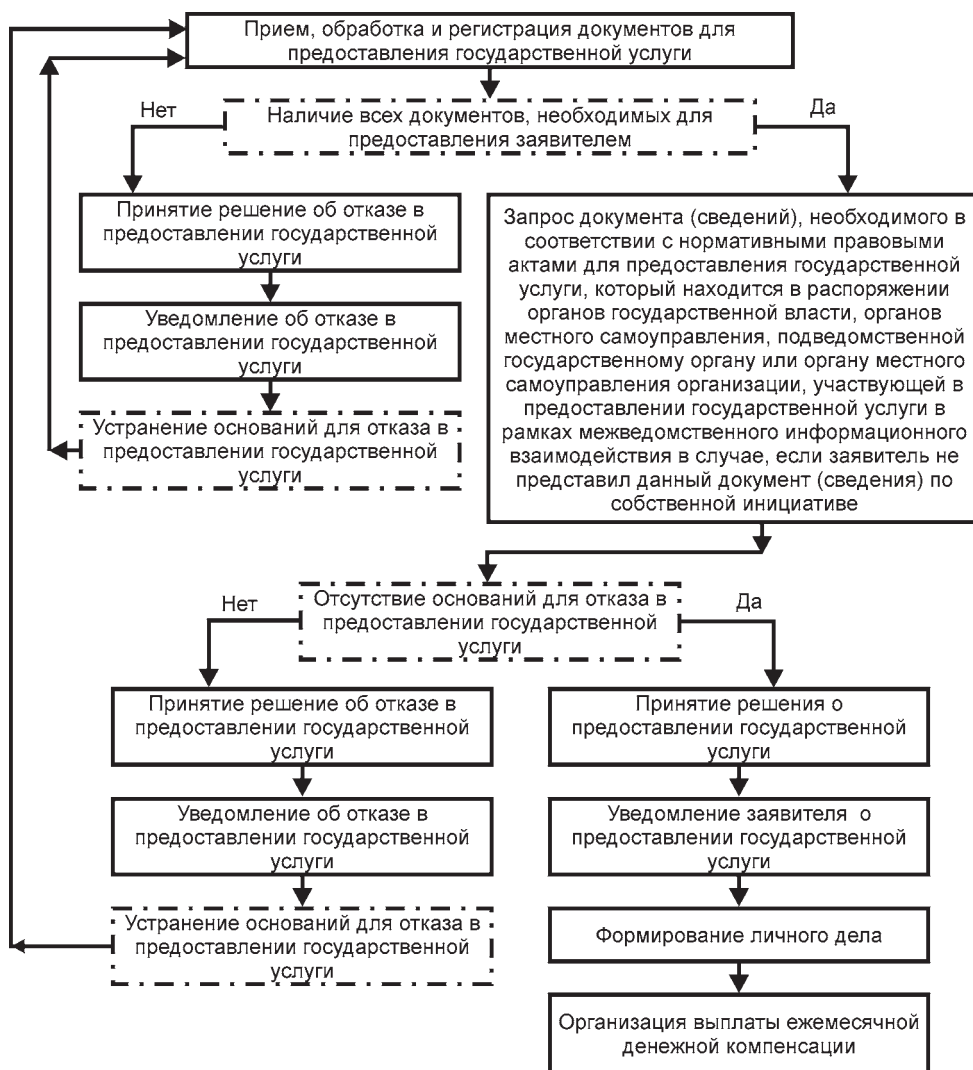 Прием, обработка и регистрация документов для
предоставления государственной услуги
Нет
Наличие всех документов, необходимых для
предоставления заявителем
Да
Принятие решение об отказе в
предоставлении государственной
услуги
Уведомление об отказе в
предоставлении государственной
услуги
Устранение оснований для отказа в
предоставлении государственной
услуги
Запрос документа (сведений), необходимого в
соответствии с нормативными правовыми
актами для предоставления государственной
услуги, который находится в распоряжении
органов государственной власти, органов
местного самоуправления, подведомственной
государственному органу или органу местного
самоуправления организации, участвующей в
предоставлении государственной услуги в
рамках межведомственного информационного
взаимодействия в случае, если заявитель не
представил данный документ (сведения) по
собственной инициативе
Нет
Отсутствие оснований для отказа в
предоставлении государственной
услуги
Да
Принятие решение об отказе в
предоставлении государственной
услуги
Уведомление об отказе в
предоставлении государственной
услуги
Устранение оснований для отказа в
предоставлении государственной
услуги
Принятие решения о
предоставлении государственной
услуги
Уведомление заявителя о
предоставлении государственной
услуги
Формирование личного дела
Организация выплаты ежемесячной
денежной компенсации